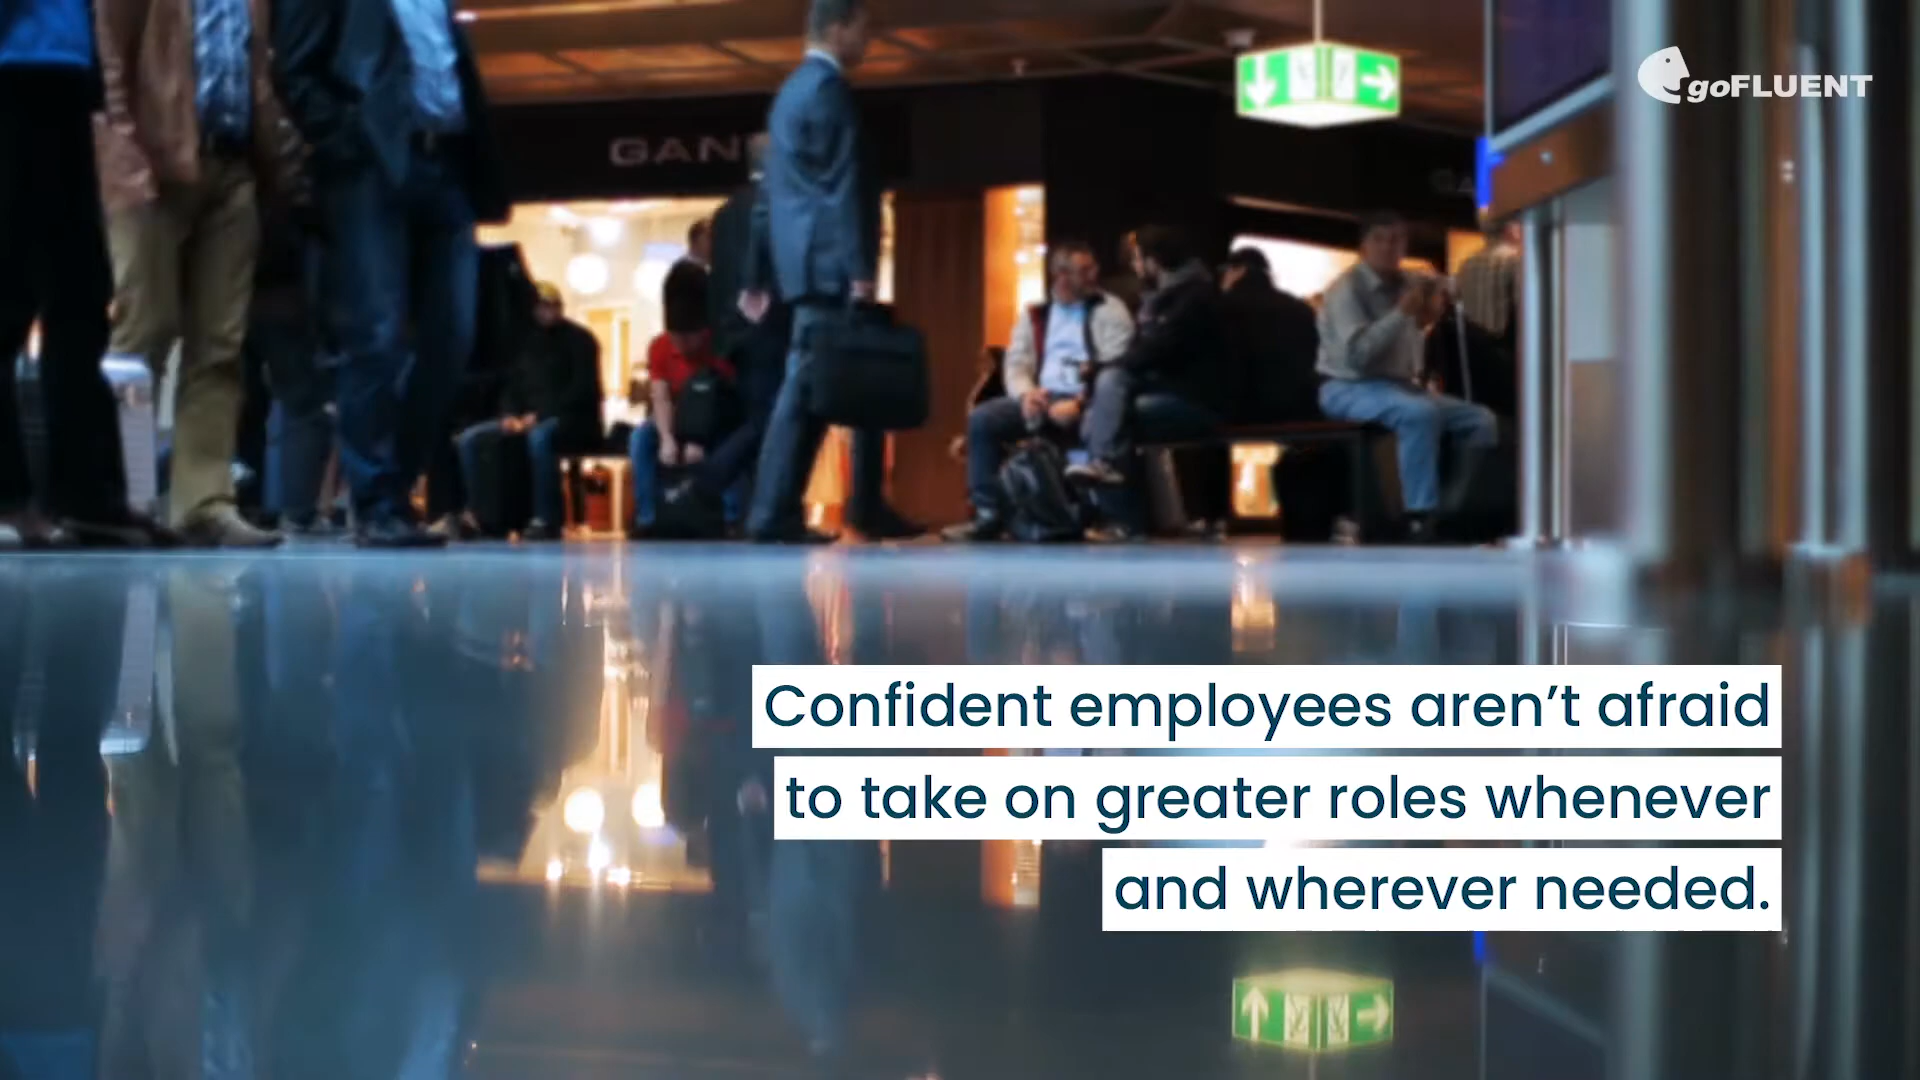 goFLUENT
Confident employees aren’t afraid
to take on greater roles whenever
and wherever needed.